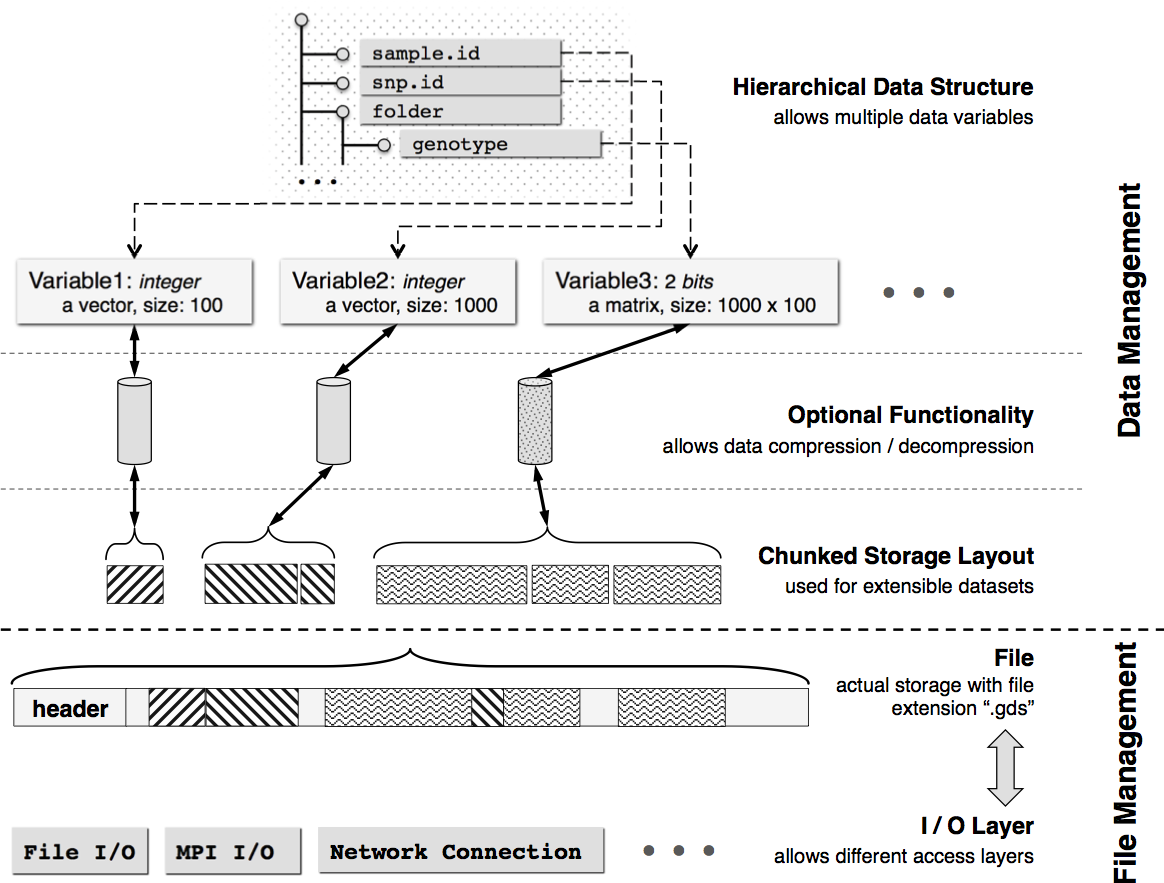 sample.id
snp.id
folder
genotype
...
Hierarchical Data Structure
allows multiple data variables
Variable1: integer
a vector, size: 100
Variable2: integer
a vector, size: 1000
Variable3: 2 bits
a matrix, size: 1000 x 100
Data Management
Optional Functionality
allows data compression / decompression
Chunked Storage Layout
used for extensible datasets
header
File
actual storage with file
extension “.gds”
File I/O
MPI I/O
Network Connection
I / O Layer
allows different access layers
File Management